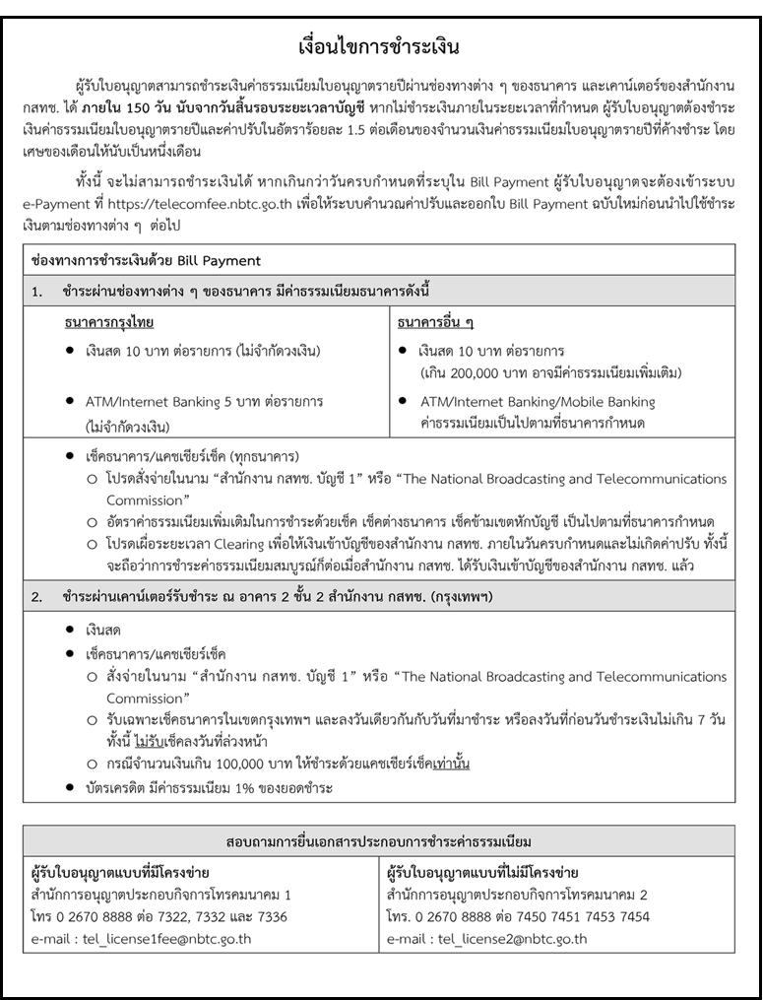 เงื่อนไขการชำระเงิน
ผู้รับใบอนุญาตสามารถชำระเงินค่าธรรมเนียมใบอนุญาตรายปีผ่านช่องทางต่าง ๆ ของธนาคาร และเคาน์เตอร์ของสำนักงาน
กสทช. ได้ ภายใน 150 วัน นับจากวันสิ้นรอบระยะเวลาบัญชี หากไม่ชำระเงินภายในระยะเวลาที่กำหนด ผู้รับใบอนุญาตต้องชำระ
เงินค่าธรรมเนียมใบอนุญาตรายปีและค่าปรับในอัตราร้อยละ 1.5 ต่อเดือนของจำนวนเงินค่าธรรมเนียมใบอนุญาตรายปีที่ค้างชำระ โดย
เศษของเดือนให้นับเป็นหนึ่งเดือน
ทั้งนี้ จะไม่สามารถชำระเงินได้ หากเกินกว่าวันครบกำหนดที่ระบุใน Bill Payment ผู้รับใบอนุญาตจะต้องเข้าระบบ
e-Payment ที่ https://telecomfee.nbtc.go.th เพื่อให้ระบบคำนวณค่าปรับและออกใบ Bill Payment ฉบับใหม่ก่อนนำไปใช้ชำระ
เงินตามช่องทางต่าง ๆ ต่อไป
ช่องทางการชำระเงินด้วย Bill Payment
1. ชำระผ่านช่องทางต่าง ๆ ของธนาคาร มีค่าธรรมเนียมธนาคารดังนี้
ธนาคารกรุงไทย
● เงินสด 10 บาท ต่อรายการ (ไม่จำกัดวงเงิน)
● ATM/Internet Banking 5 บาท ต่อรายการ
(ไม่จำกัดวงเงิน)
ธนาคารอื่น ๆ
● เงินสด 10 บาท ต่อรายการ
(เกิน 200,000 บาท อาจมีค่าธรรมเนียมเพิ่มเติม)
● ATM/Internet Banking/Mobile Banking
ค่าธรรมเนียมเป็นไปตามที่ธนาคารกำหนด
● เช็คธนาคาร/แคชเชียร์เช็ค (ทุกธนาคาร)
○ โปรดสั่งจ่ายในนาม “สำนักงาน กสทช. บัญชี 1” หรือ “The National Broadcasting and Telecommunications
Commission”
○ อัตราค่าธรรมเนียมเพิ่มเติมในการชำระด้วยเช็ค เช็คต่างธนาคาร เช็คข้ามเขตหักบัญชี เป็นไปตามที่ธนาคารกำหนด
○ โปรดเผื่อระยะเวลา Clearing เพื่อให้เงินเข้าบัญชีของสำนักงาน กสทช. ภายในวันครบกำหนดและไม่เกิดค่าปรับ ทั้งนี้
จะถือว่าการชำระค่าธรรมเนียมสมบูรณ์ก็ต่อเมื่อสำนักงาน กสทช. ได้รับเงินเข้าบัญชีของสำนักงาน กสทช. แล้ว
2. ชำระผ่านเคาน์เตอร์รับชำระ ณ อาคาร 2 ชั้น 2 สำนักงาน กสทช. (กรุงเทพฯ)
● เงินสด
● เช็คธนาคาร/แคชเชียร์เช็ค
○ สั่งจ่ายในนาม “สำนักงาน กสทช. บัญชี 1” หรือ “The National Broadcasting and Telecommunications
Commission”
○ รับเฉพาะเช็คธนาคารในเขตกรุงเทพฯ และลงวันเดียวกันกับวันที่มาชำระ หรือลงวันที่ก่อนวันชำระเงินไม่เกิน 7 วัน
ทั้งนี้ ไม่รับเช็คลงวันที่ล่วงหน้า
○ กรณีจำนวนเงินเกิน 100,000 บาท ให้ชำระด้วยแคชเชียร์เช็คเท่านั้น
● บัตรเครดิต มีค่าธรรมเนียม 1% ของยอดชำระ
สอบถามการยื่นเอกสารประกอบการชำระค่าธรรมเนียม
ผู้รับใบอนุญาตแบบที่มีโครงข่าย
สำนักการอนุญาตประกอบกิจการโทรคมนาคม 1
โทร 0 2670 8888 ต่อ 7322, 7332 และ 7336
e-mail : tel_license1fee@nbtc.go.th
ผู้รับใบอนุญาตแบบที่ไม่มีโครงข่าย
สำนักการอนุญาตประกอบกิจการโทรคมนาคม 2
โทร. 0 2670 8888 ต่อ 7450 7451 7453 7454
e-mail : tel_license2@nbtc.go.th